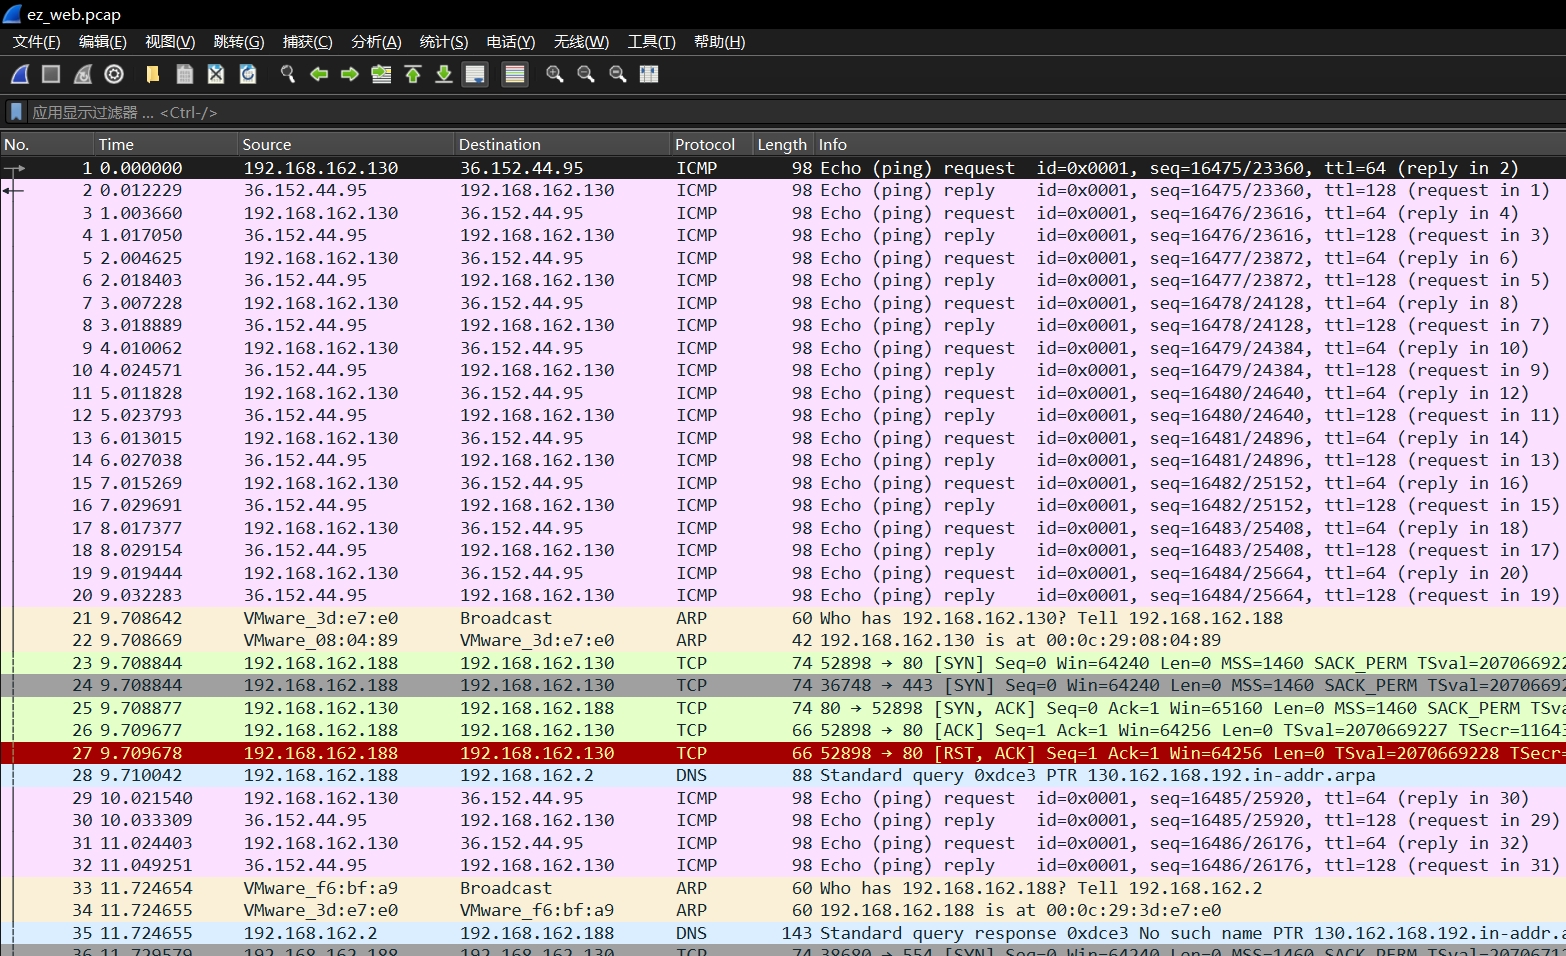 ez_web.pcap
文件(F) 编辑(E) 视图(V) 跳转(G) 捕获(C) 分析(A) 统计(S) 电话(Y) 无线(W) 工具(T) 帮助(H)
应用显示过滤器 … <Ctrl-/>
No. Time Source Destination Protocol Length Info
1 0.000000 192.168.162.130 36.152.44.95 ICMP 98 Echo (ping) request id=0x0001, seq=16475/23360, ttl=64 (reply in 2)
2 0.012229 36.152.44.95 192.168.162.130 ICMP 98 Echo (ping) reply id=0x0001, seq=16475/23360, ttl=128 (request in 1)
3 1.003660 192.168.162.130 36.152.44.95 ICMP 98 Echo (ping) request id=0x0001, seq=16476/23616, ttl=64 (reply in 4)
4 1.017050 36.152.44.95 192.168.162.130 ICMP 98 Echo (ping) reply id=0x0001, seq=16476/23616, ttl=128 (request in 3)
5 2.004625 192.168.162.130 36.152.44.95 ICMP 98 Echo (ping) request id=0x0001, seq=16477/23872, ttl=64 (reply in 6)
6 2.018403 36.152.44.95 192.168.162.130 ICMP 98 Echo (ping) reply id=0x0001, seq=16477/23872, ttl=128 (request in 5)
7 3.007228 192.168.162.130 36.152.44.95 ICMP 98 Echo (ping) request id=0x0001, seq=16478/24128, ttl=64 (reply in 8)
8 3.018889 36.152.44.95 192.168.162.130 ICMP 98 Echo (ping) reply id=0x0001, seq=16478/24128, ttl=128 (request in 7)
9 4.010062 192.168.162.130 36.152.44.95 ICMP 98 Echo (ping) request id=0x0001, seq=16479/24384, ttl=64 (reply in 10)
10 4.024571 36.152.44.95 192.168.162.130 ICMP 98 Echo (ping) reply id=0x0001, seq=16479/24384, ttl=128 (request in 9)
11 5.011828 192.168.162.130 36.152.44.95 ICMP 98 Echo (ping) request id=0x0001, seq=16480/24640, ttl=64 (reply in 12)
12 5.023793 36.152.44.95 192.168.162.130 ICMP 98 Echo (ping) reply id=0x0001, seq=16480/24640, ttl=128 (request in 11)
13 6.013015 192.168.162.130 36.152.44.95 ICMP 98 Echo (ping) request id=0x0001, seq=16481/24896, ttl=64 (reply in 14)
14 6.027038 36.152.44.95 192.168.162.130 ICMP 98 Echo (ping) reply id=0x0001, seq=16481/24896, ttl=128 (request in 13)
15 7.015269 192.168.162.130 36.152.44.95 ICMP 98 Echo (ping) request id=0x0001, seq=16482/25152, ttl=64 (reply in 16)
16 7.029691 36.152.44.95 192.168.162.130 ICMP 98 Echo (ping) reply id=0x0001, seq=16482/25152, ttl=128 (request in 15)
17 8.017377 192.168.162.130 36.152.44.95 ICMP 98 Echo (ping) request id=0x0001, seq=16483/25408, ttl=64 (reply in 18)
18 8.029154 36.152.44.95 192.168.162.130 ICMP 98 Echo (ping) reply id=0x0001, seq=16483/25408, ttl=128 (request in 17)
19 9.019444 192.168.162.130 36.152.44.95 ICMP 98 Echo (ping) request id=0x0001, seq=16484/25664, ttl=64 (reply in 20)
20 9.032283 36.152.44.95 192.168.162.130 ICMP 98 Echo (ping) reply id=0x0001, seq=16484/25664, ttl=128 (request in 19)
21 9.708642 VMware_3d:e7:e0 Broadcast ARP 60 Who has 192.168.162.130? Tell 192.168.162.188
22 9.708669 VMware_08:04:89 VMware_3d:e7:e0 ARP 42 192.168.162.130 is at 00:0c:29:08:04:89
23 9.708844 192.168.162.188 192.168.162.130 TCP 74 52898 → 80 [SYN] Seq=0 Win=64240 Len=0 MSS=1460 SACK_PERM TSval=207066922
24 9.708844 192.168.162.188 192.168.162.130 TCP 74 36748 → 443 [SYN] Seq=0 Win=64240 Len=0 MSS=1460 SACK_PERM TSval=20706692
25 9.708877 192.168.162.130 192.168.162.188 TCP 74 80 → 52898 [SYN, ACK] Seq=0 Ack=1 Win=65160 Len=0 MSS=1460 SACK_PERM TSva
26 9.709677 192.168.162.188 192.168.162.130 TCP 66 52898 → 80 [ACK] Seq=1 Ack=1 Win=64256 Len=0 TSval=2070669227 TSecr=11643
27 9.709678 192.168.162.188 192.168.162.130 TCP 66 52898 → 80 [RST, ACK] Seq=1 Ack=1 Win=64256 Len=0 TSval=2070669228 TSecr=
28 9.710042 192.168.162.188 192.168.162.2 DNS 88 Standard query 0xdce3 PTR 130.162.168.192.in-addr.arpa
29 10.021540 192.168.162.130 36.152.44.95 ICMP 98 Echo (ping) request id=0x0001, seq=16485/25920, ttl=64 (reply in 30)
30 10.033309 36.152.44.95 192.168.162.130 ICMP 98 Echo (ping) reply id=0x0001, seq=16485/25920, ttl=128 (request in 29)
31 11.024403 192.168.162.130 36.152.44.95 ICMP 98 Echo (ping) request id=0x0001, seq=16486/26176, ttl=64 (reply in 32)
32 11.049251 36.152.44.95 192.168.162.130 ICMP 98 Echo (ping) reply id=0x0001, seq=16486/26176, ttl=128 (request in 31)
33 11.724654 VMware_f6:bf:a9 Broadcast ARP 60 Who has 192.168.162.188? Tell 192.168.162.2
34 11.724655 VMware_3d:e7:e0 VMware_f6:bf:a9 ARP 60 192.168.162.188 is at 00:0c:29:3d:e7:e0
35 11.724655 192.168.162.2 192.168.162.188 DNS 143 Standard query response 0xdce3 No such name PTR 130.162.168.192.in-addr.a
36 11.729579 192.168.162.188 192.168.162.130 TCP 74 38680 → 554 [SYN] Seq=0 Win=64240 Len=0 MSS=1460 SACK_PERM